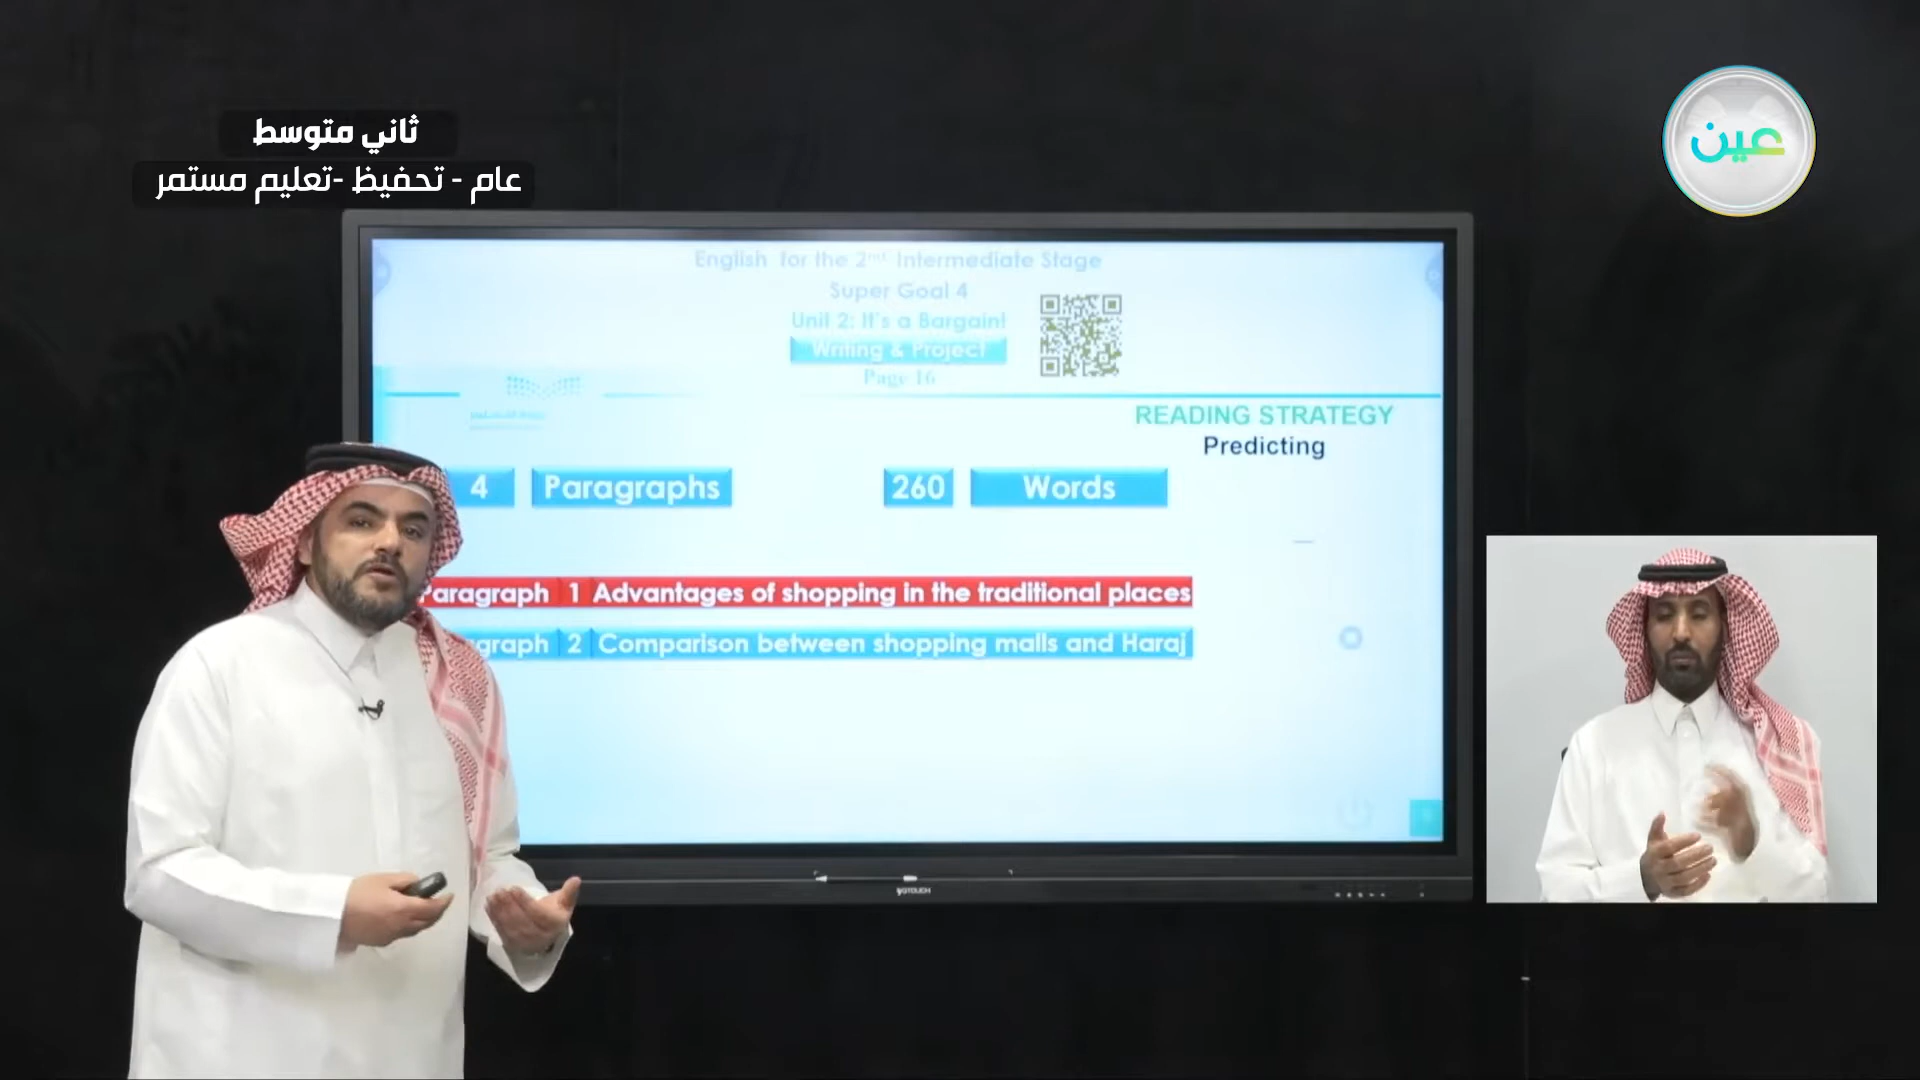 ثاني متوسط
عام - تحفيظ -تعليم مستمر
عين
English for the 2nd Intermediate Stage
Super Goal 4
Unit 2: It's a Bargain!
Writing & Project
Page 16
READING STRATEGY
Predicting
4 Paragraphs 260 Words
Paragraph 1 Advantages of shopping in the traditional places
graph 2 Comparison between shopping malls and Haraj